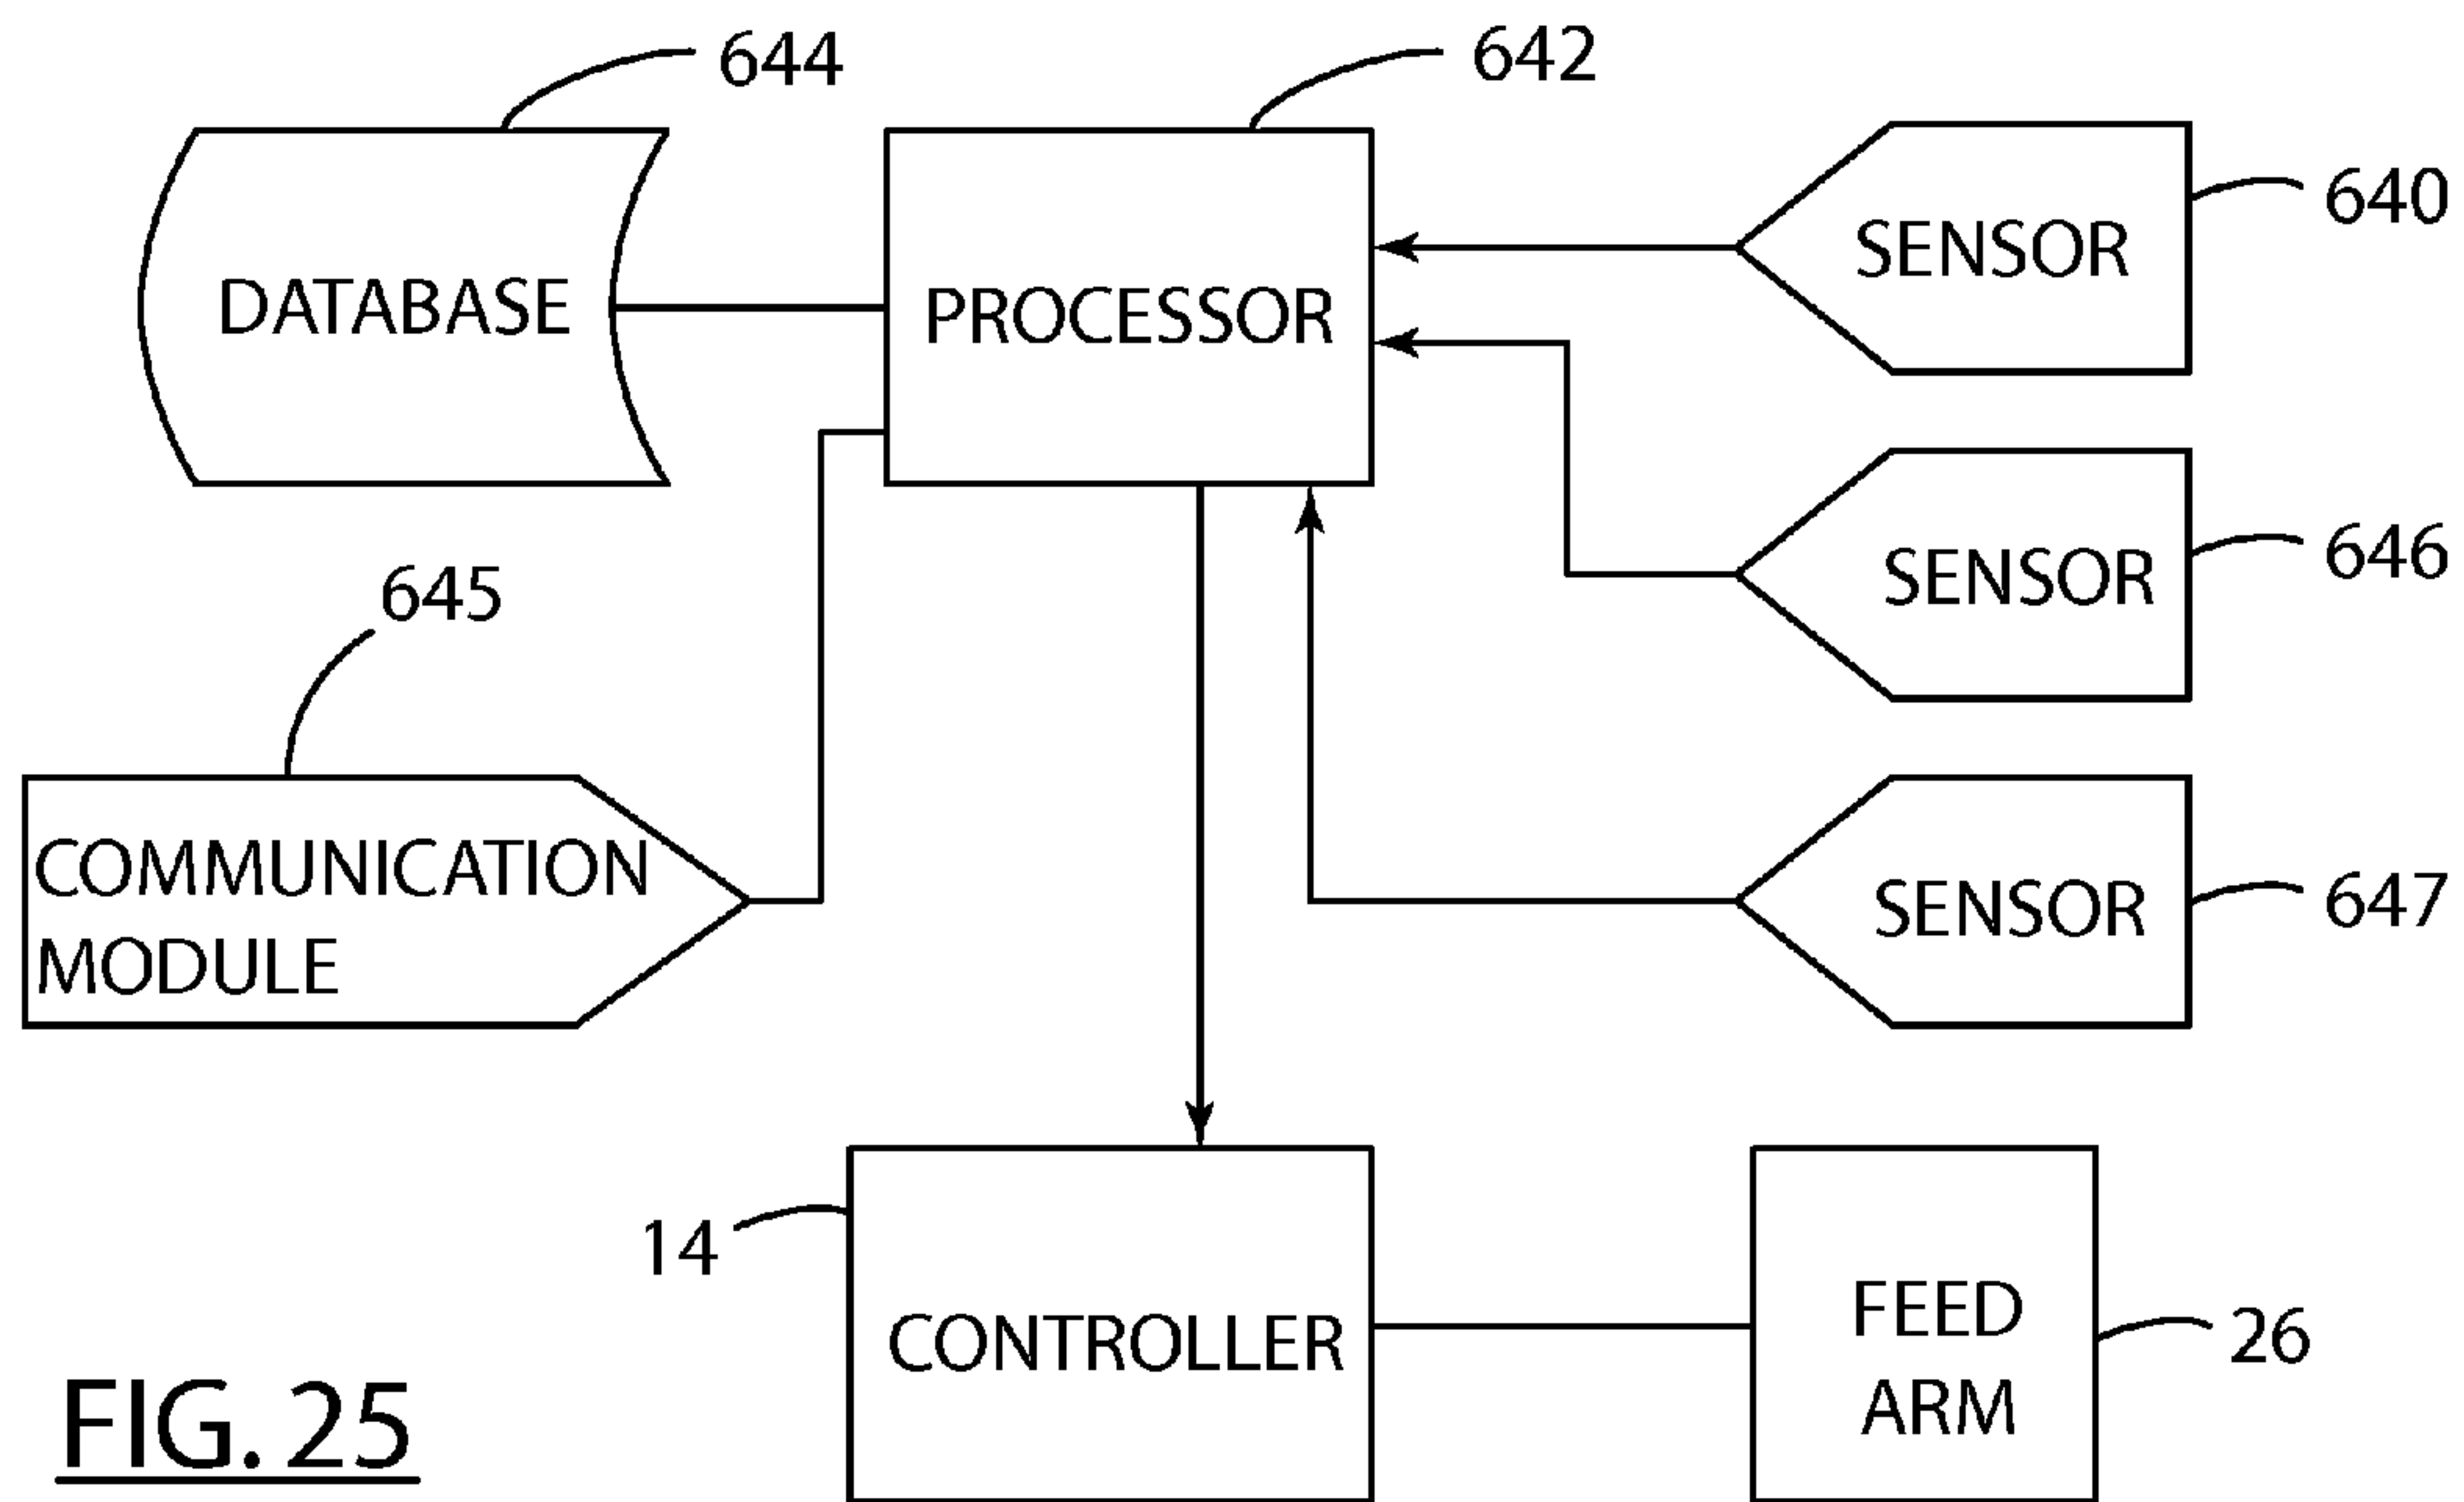 644
642
640
DATABASE
PROCESSOR
SENSOR
646
SENSOR
645
COMMUNICATION
MODULE
647
SENSOR
14
CONTROLLER
FEED
ARM
26
FIG. 25